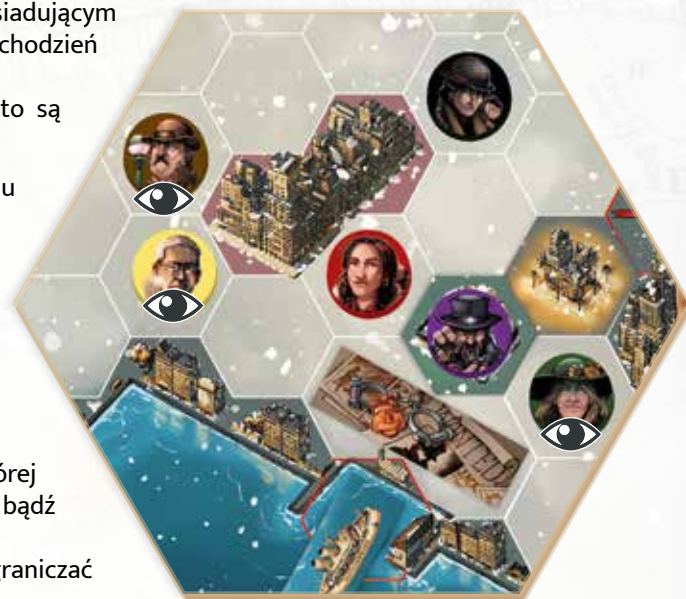 siadującym
chodzień
to są
u
órej
bądź
graniczać